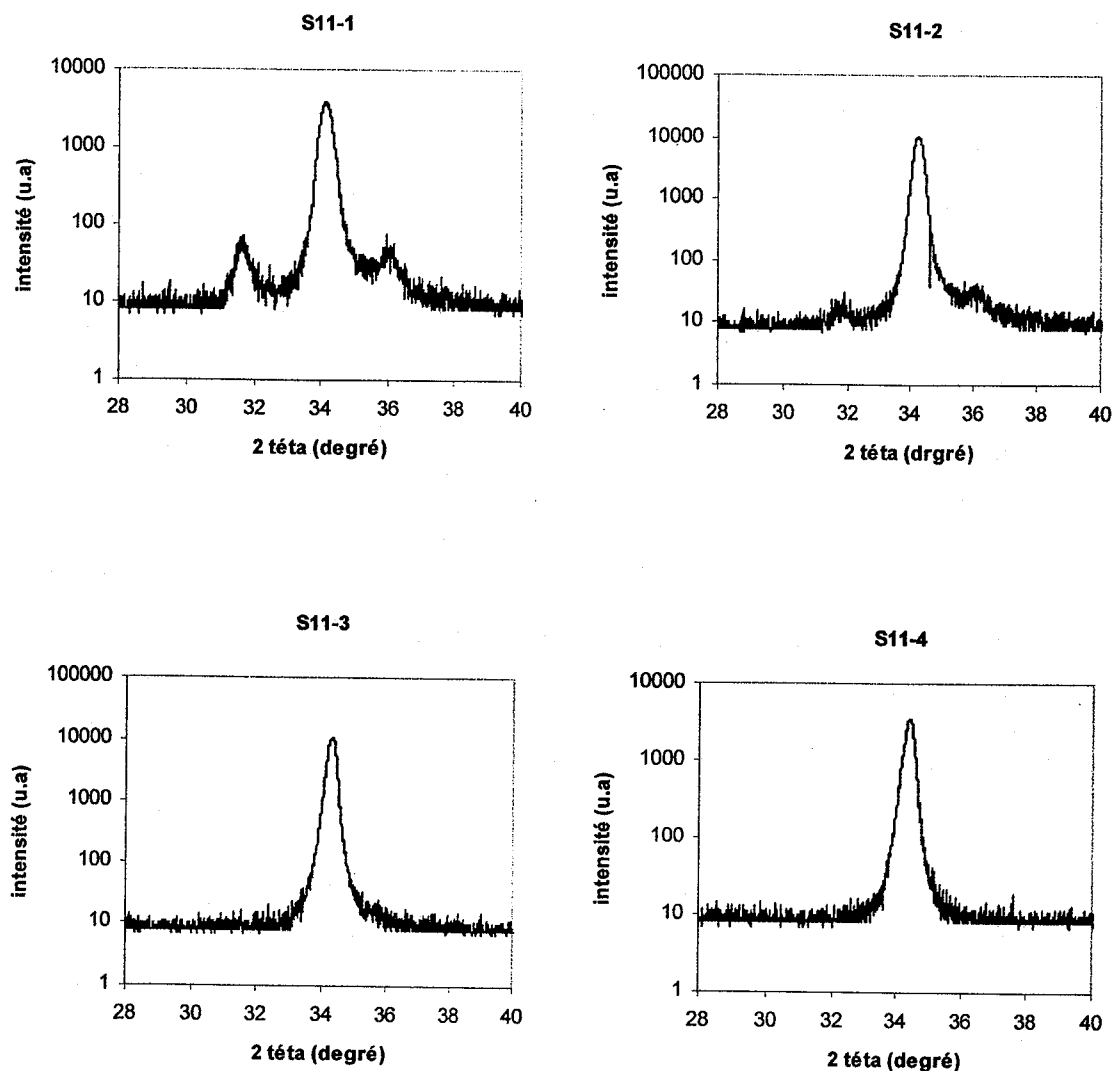 S11-1
10000
1000
100
10
1
intensité (u.a)
28 30 32 34 36 38 40
2 téta (degré)
S11-2
100000
10000
1000
100
10
1
intensité (u.a)
28 30 32 34 36 38 40
2 téta (drgré)
S11-3
100000
10000
1000
100
10
1
intensité (u.a)
28 30 32 34 36 38 40
2 téta (degré)
S11-4
10000
1000
100
10
1
intensité (u.a)
28 30 32 34 36 38 40
2 téta (degré)